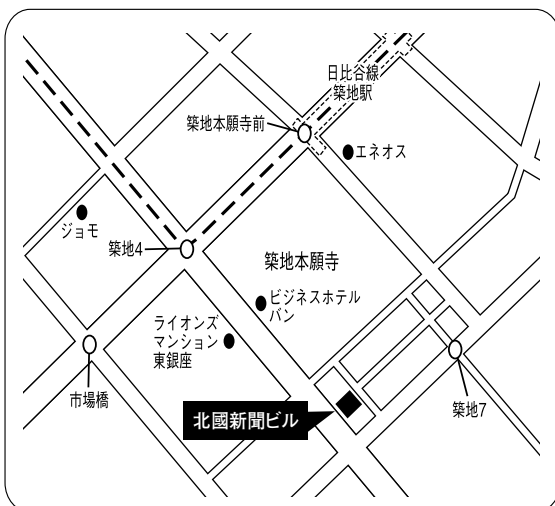 日比谷線
築地駅
築地本願寺前
エネオス
ジョモ
築地4
築地本願寺
ビジネスホテル
バン
ライオンズ
マンション
東銀座
市場橋
築地7
北國新聞ビル